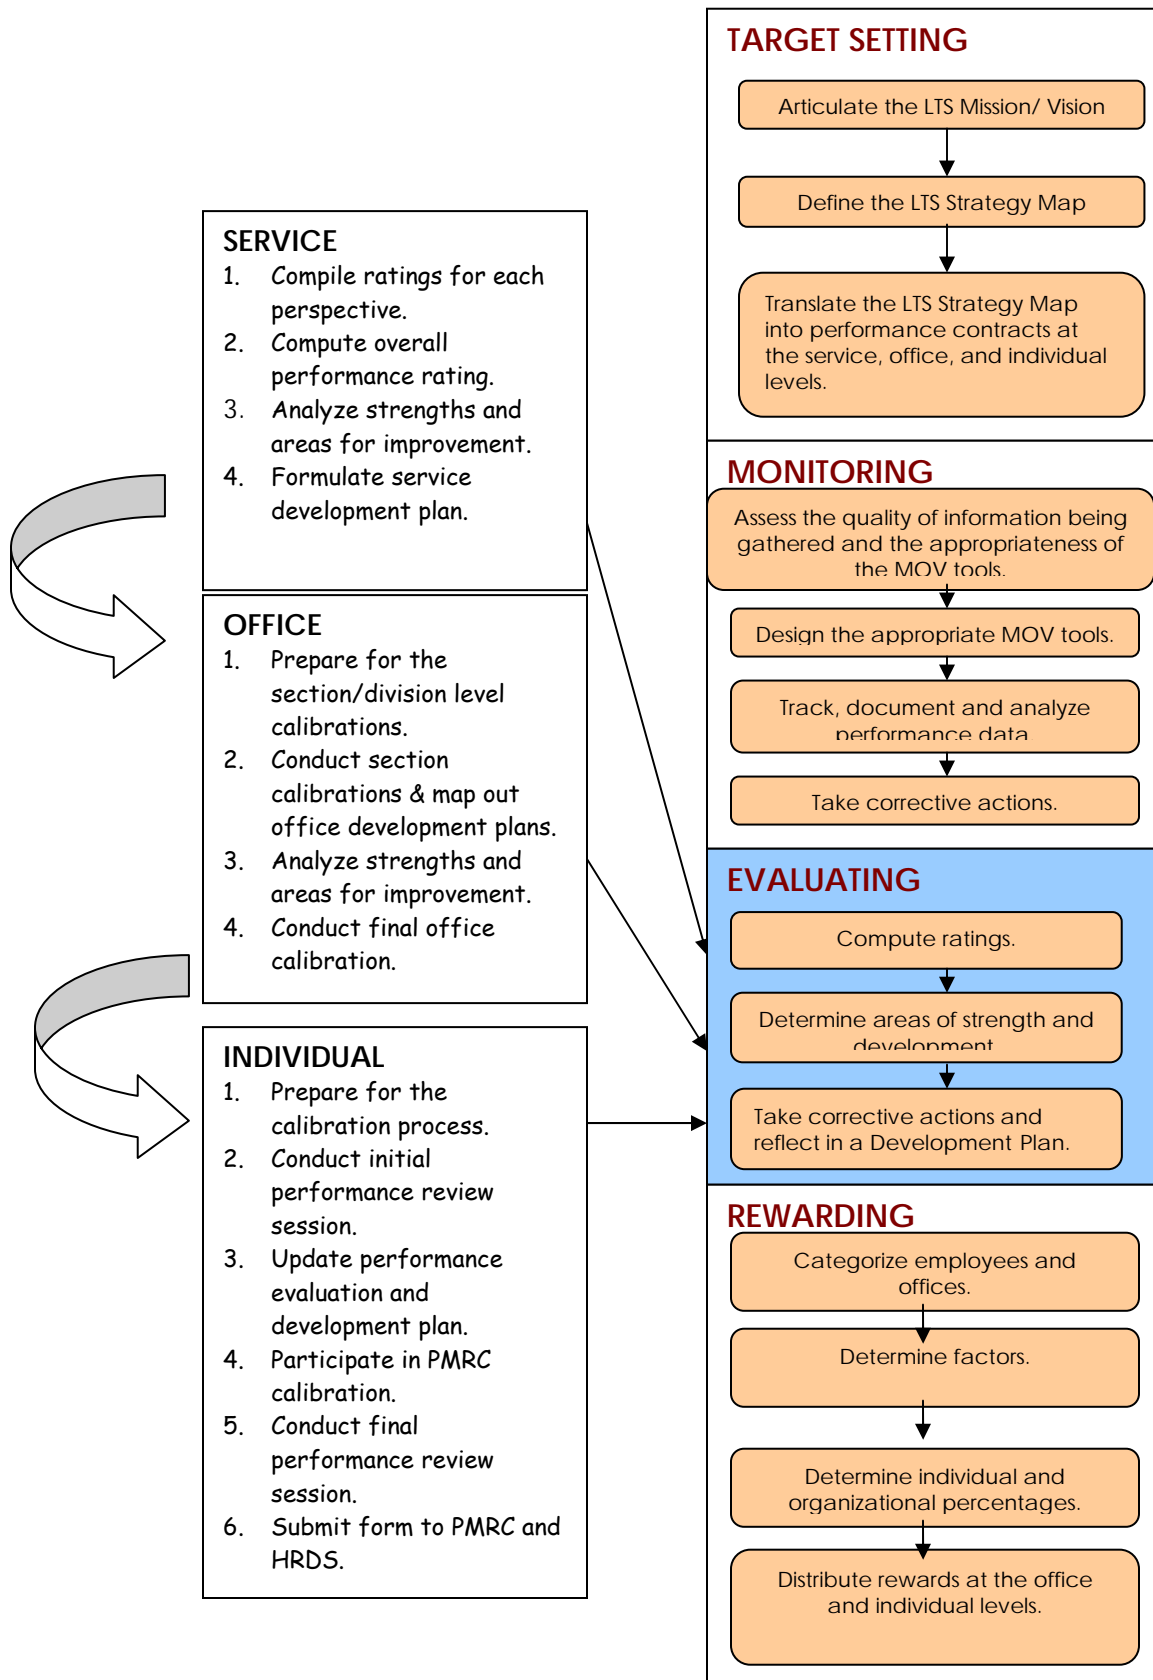 SERVICE
1. Compile ratings for each
perspective.
2. Compute overall
performance rating.
3. Analyze strengths and
areas for improvement.
4. Formulate service
development plan.
OFFICE
1. Prepare for the
section/division level
calibrations.
2. Conduct section
calibrations & map out
office development plans.
3. Analyze strengths and
areas for improvement.
4. Conduct final office
calibration.
INDIVIDUAL
1. Prepare for the
calibration process.
2. Conduct initial
performance review
session.
3. Update performance
evaluation and
development plan.
4. Participate in PMRC
calibration.
5. Conduct final
performance review
session.
6. Submit form to PMRC and
HRDS.
TARGET SETTING
Articulate the LTS Mission/ Vision
Define the LTS Strategy Map
Translate the LTS Strategy Map
into performance contracts at
the service, office, and individual
levels.
MONITORING
Assess the quality of information being
gathered and the appropriateness of
the MOV tools.
Design the appropriate MOV tools.
Track, document and analyze
performance data
Take corrective actions.
EVALUATING
Compute ratings.
Determine areas of strength and
development
Take corrective actions and
reflect in a Development Plan.
REWARDING
Categorize employees and
offices.
Determine factors.
Determine individual and
organizational percentages.
Distribute rewards at the office
and individual levels.